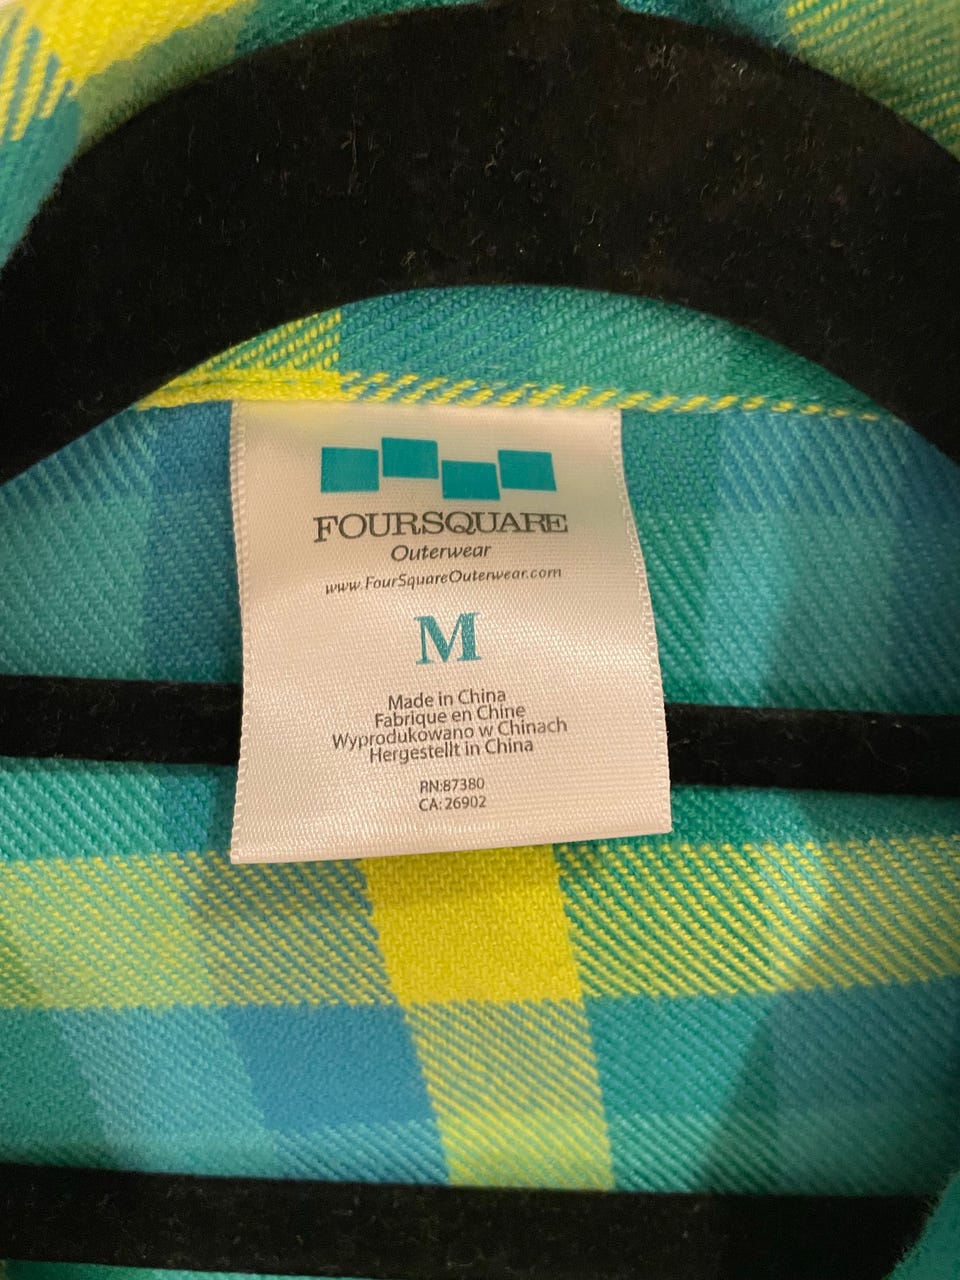 FOURSQUARE
Outerwear
www.FourSquareOuterwear.com
M
Made in China
Fabrique en Chine
Wyprodukowano w Chinach
Hergestellt in China
RN:87380
CA: 26902